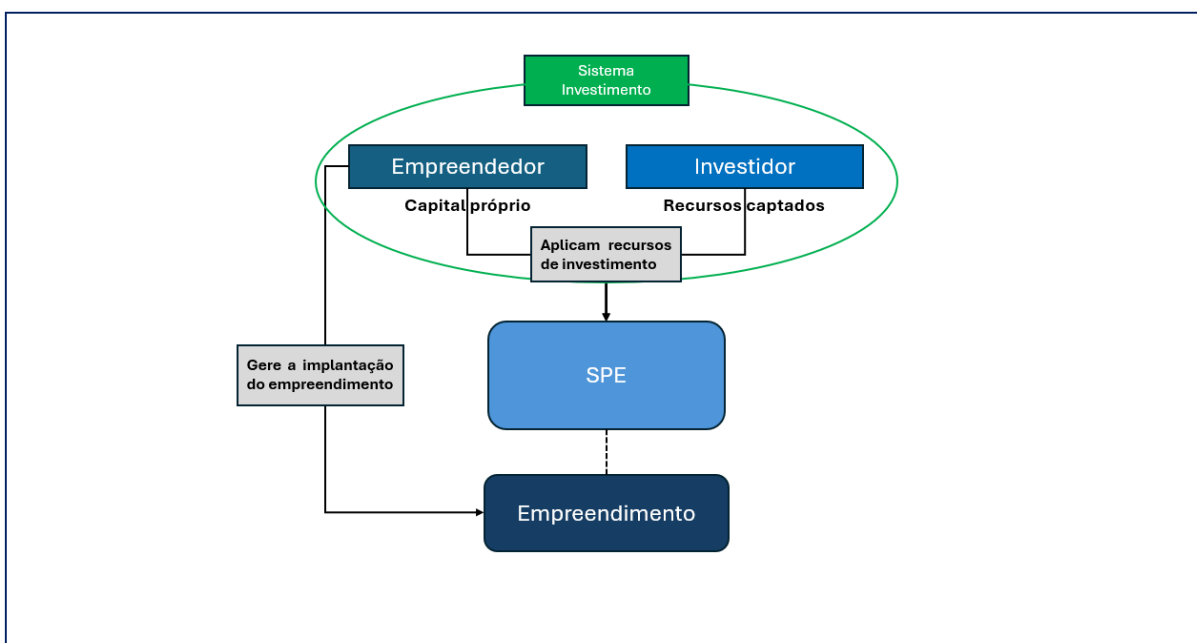 Sistema
Investimento
Empreendedor
Investidor
Capital próprio
Recursos captados
Aplicam recursos
de investimento
SPE
Gere a implantação
do empreendimento
Empreendimento